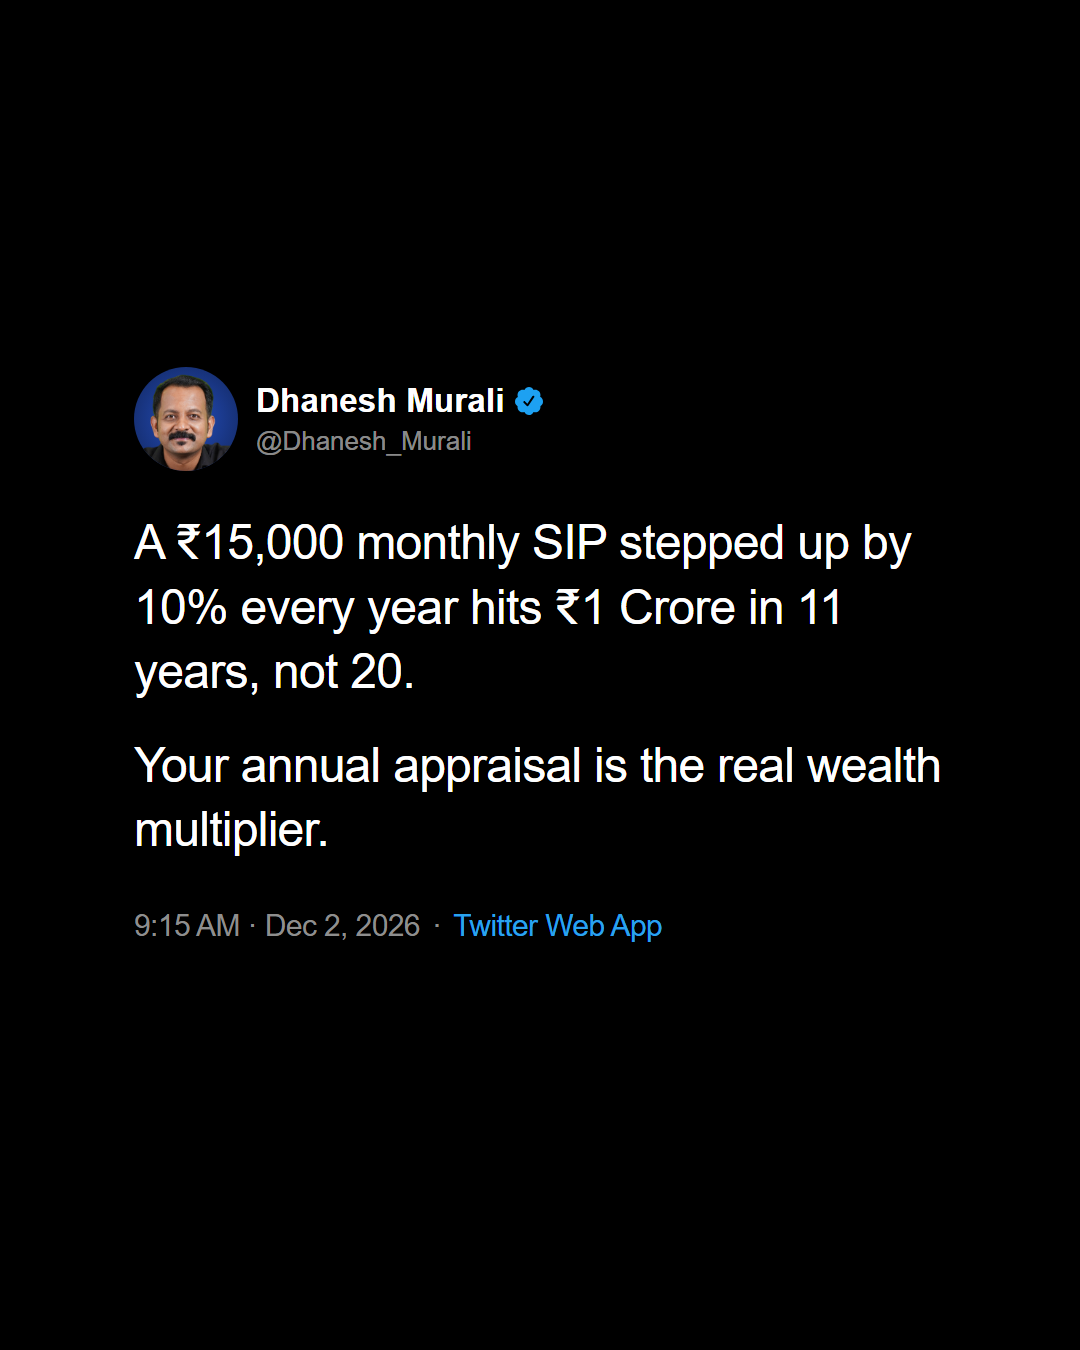 Dhanesh Murali
@Dhanesh_Murali
A ₹15,000 monthly SIP stepped up by
10% every year hits ₹1 Crore in 11
years, not 20.
Your annual appraisal is the real wealth
multiplier.
9:15 AM · Dec 2, 2026 · Twitter Web App